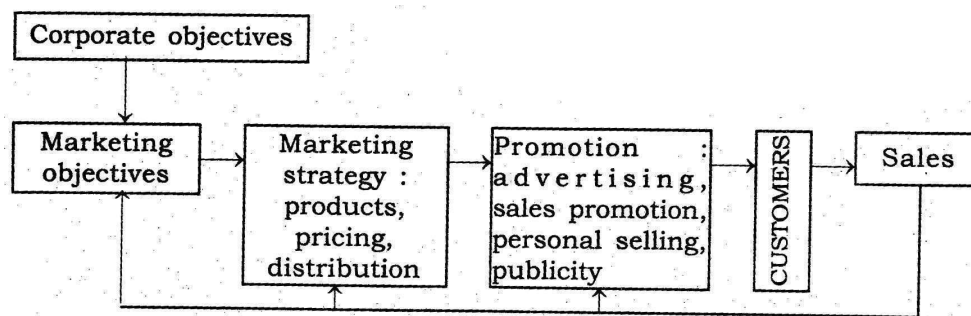 Corporate objectives
Marketing
objectives
Marketing
strategy :
products,
pricing,
distribution
Promotion :
advertising,
sales promotion,
personal selling,
publicity
CUSTOMERS
Sales